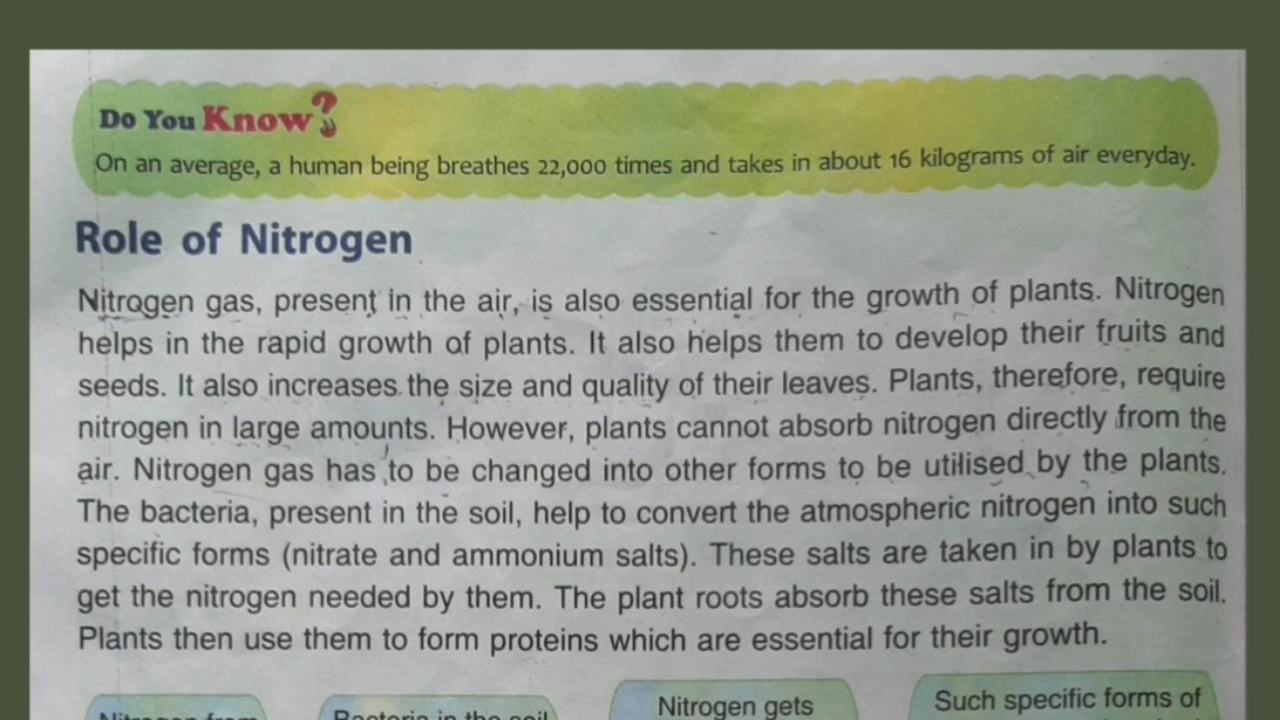 Do You Know?
On an average, a human being breathes 22,000 times and takes in about 16 kilograms of air everyday.
Role of Nitrogen
Nitrogen gas, present in the air, is also essential for the growth of plants. Nitrogen
helps in the rapid growth of plants. It also helps them to develop their fruits and
seeds. It also increases the size and quality of their leaves. Plants, therefore, require
nitrogen in large amounts. However, plants cannot absorb nitrogen directly from the
air. Nitrogen gas has to be changed into other forms to be utilised by the plants.
The bacteria, present in the soil, help to convert the atmospheric nitrogen into such
specific forms (nitrate and ammonium salts). These salts are taken in by plants to
get the nitrogen needed by them. The plant roots absorb these salts from the soil.
Plants then use them to form proteins which are essential for their growth.
Nitrogen from
Bacteria in the soil
Nitrogen gets
Such specific forms of